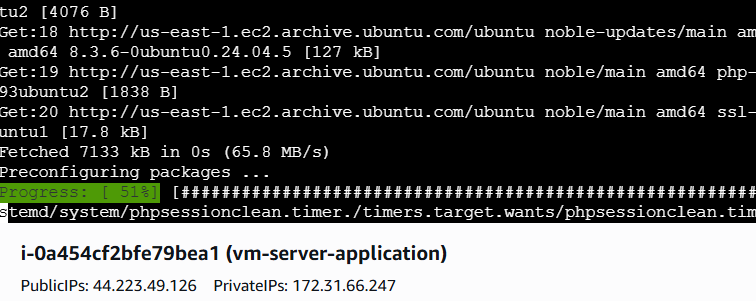 tu2 [4076 B]
Get:18 http://us-east-1.ec2.archive.ubuntu.com/ubuntu noble-updates/main am
 amd64 8.3.6-0ubuntu0.24.04.5 [127 kB]
Get:19 http://us-east-1.ec2.archive.ubuntu.com/ubuntu noble/main amd64 php-
93ubuntu2 [1838 B]
Get:20 http://us-east-1.ec2.archive.ubuntu.com/ubuntu noble/main amd64 ssl-
untu1 [17.8 kB]
Fetched 7133 kB in 0s (65.8 MB/s)
Preconfiguring packages ...
Progress: [ 51%] [##########################################################
stemd/system/phpsessionclean.timer./timers.target.wants/phpsessionclean.tim
i-0a454cf2bfe79bea1 (vm-server-application)
PublicIPs: 44.223.49.126 PrivateIPs: 172.31.66.247